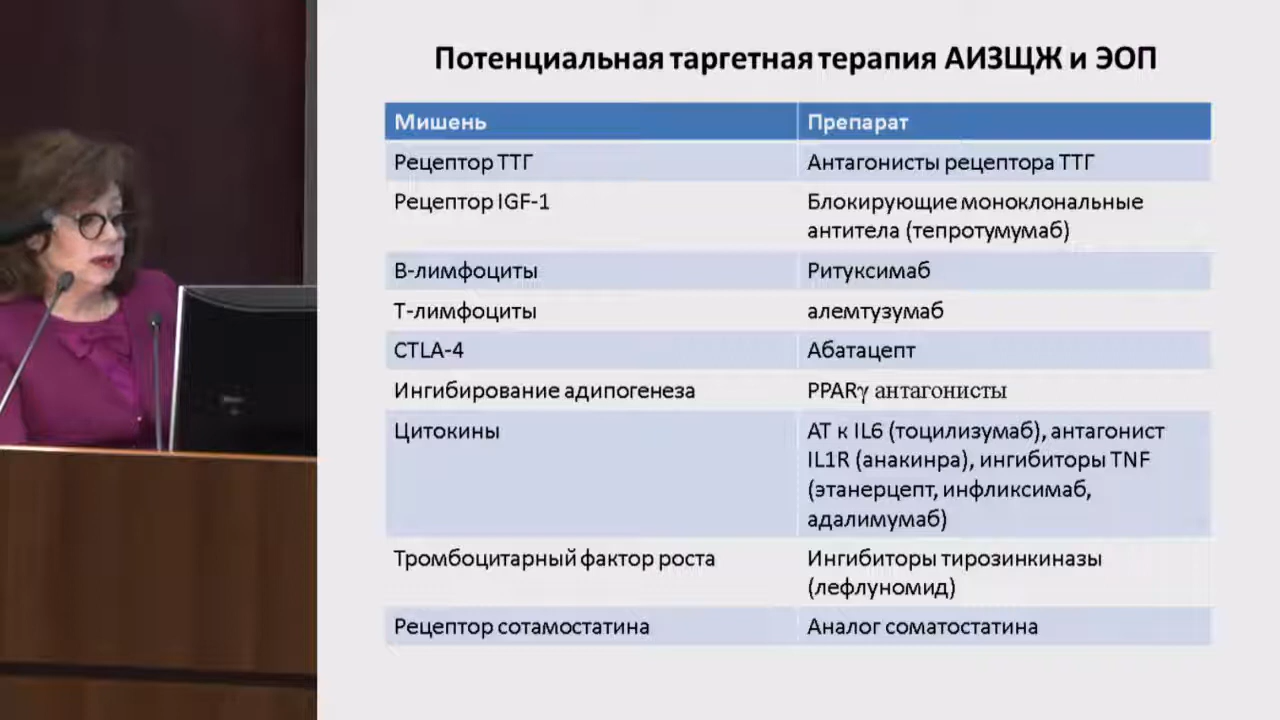 Потенциальная таргетная терапия АИЗЩЖ и ЭОП
Мишень
Препарат
Рецептор ТТГ
Антагонисты рецептора ТТГ
Рецептор IGF-1
Блокирующие моноклональные
антитела (тепротумумаб)
В-лимфоциты
Ритуксимаб
Т-лимфоциты
алемтузумаб
CTLA-4
Абатацепт
Ингибирование адипогенеза
PPARγ антагонисты
Цитокины
АТ к IL6 (тоцилизумаб), антагонист
IL1R (анакинра), ингибиторы TNF
(этанерцепт, инфликсимаб,
адалимумаб)
Тромбоцитарный фактор роста
Ингибиторы тирозинкиназы
(лефлуномид)
Рецептор сотамостатина
Аналог соматостатина